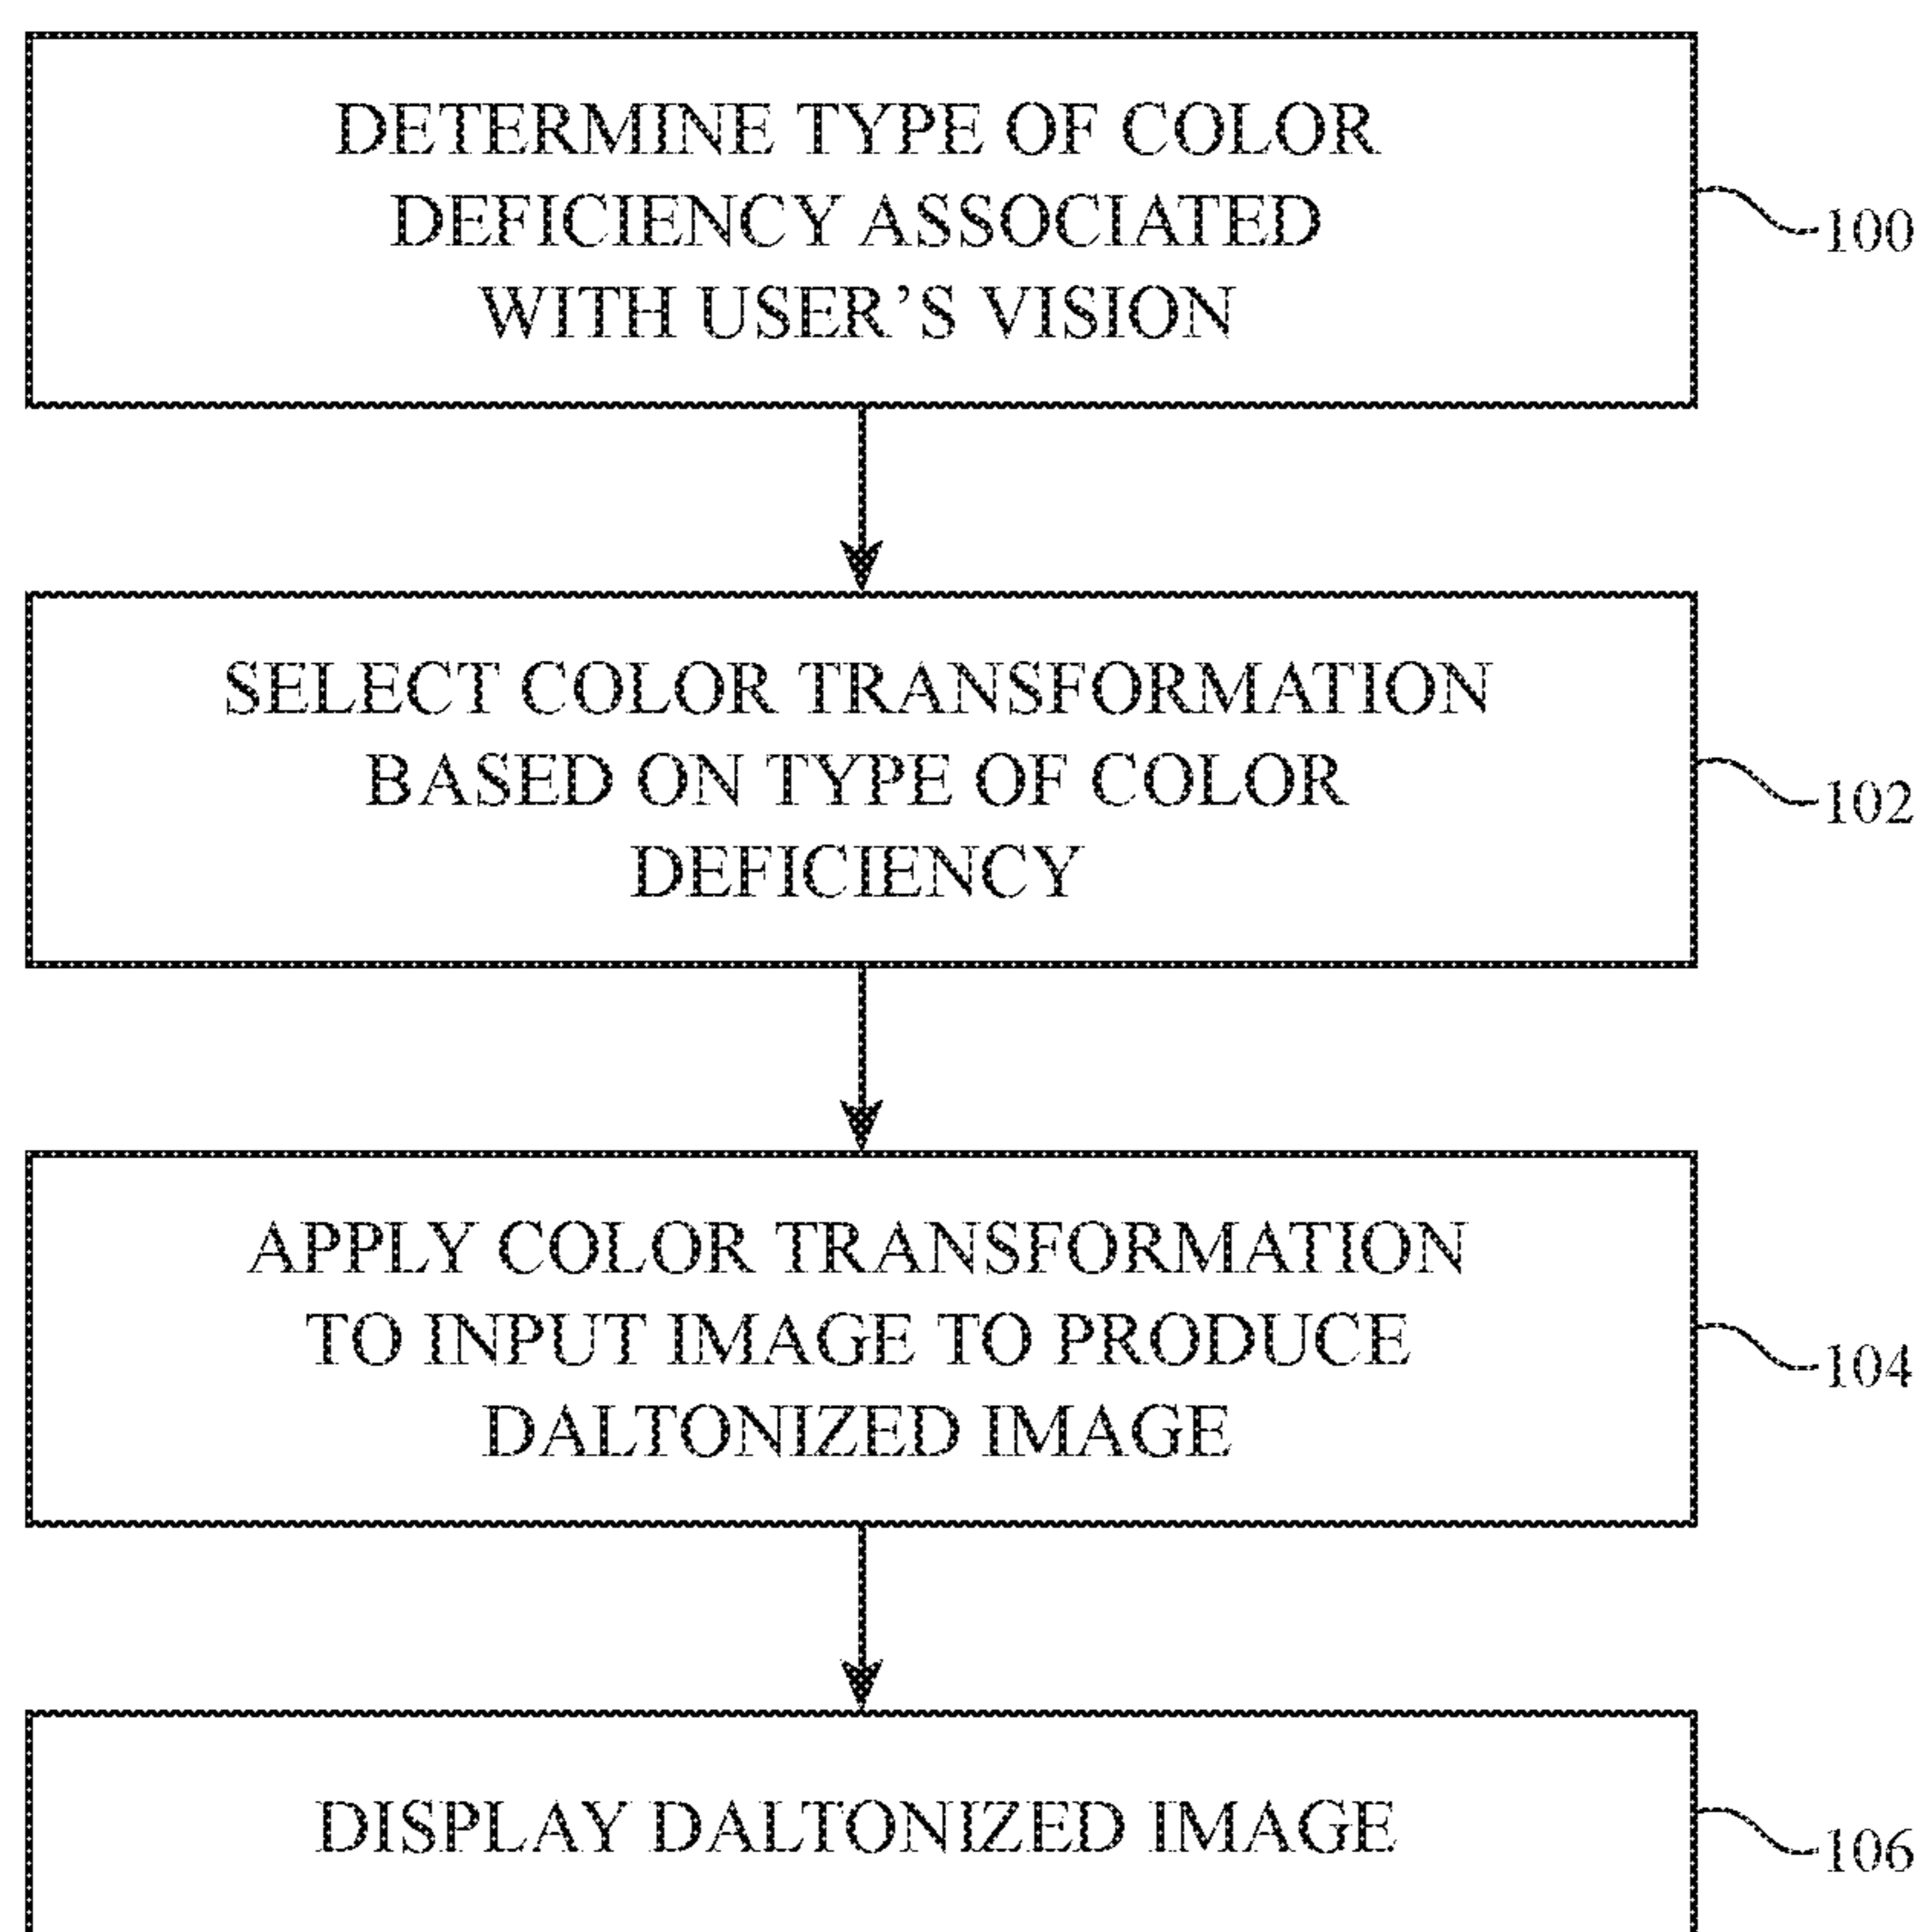 DETERMINE TYPE OF COLOR
DEFICIENCY ASSOCIATED
WITH USER’S VISION
100
SELECT COLOR TRANSFORMATION
BASED ON TYPE OF COLOR
DEFICIENCY
102
APPLY COLOR TRANSFORMATION
TO INPUT IMAGE TO PRODUCE
DALTONIZED IMAGE
104
DISPLAY DALTONIZED IMAGE
106